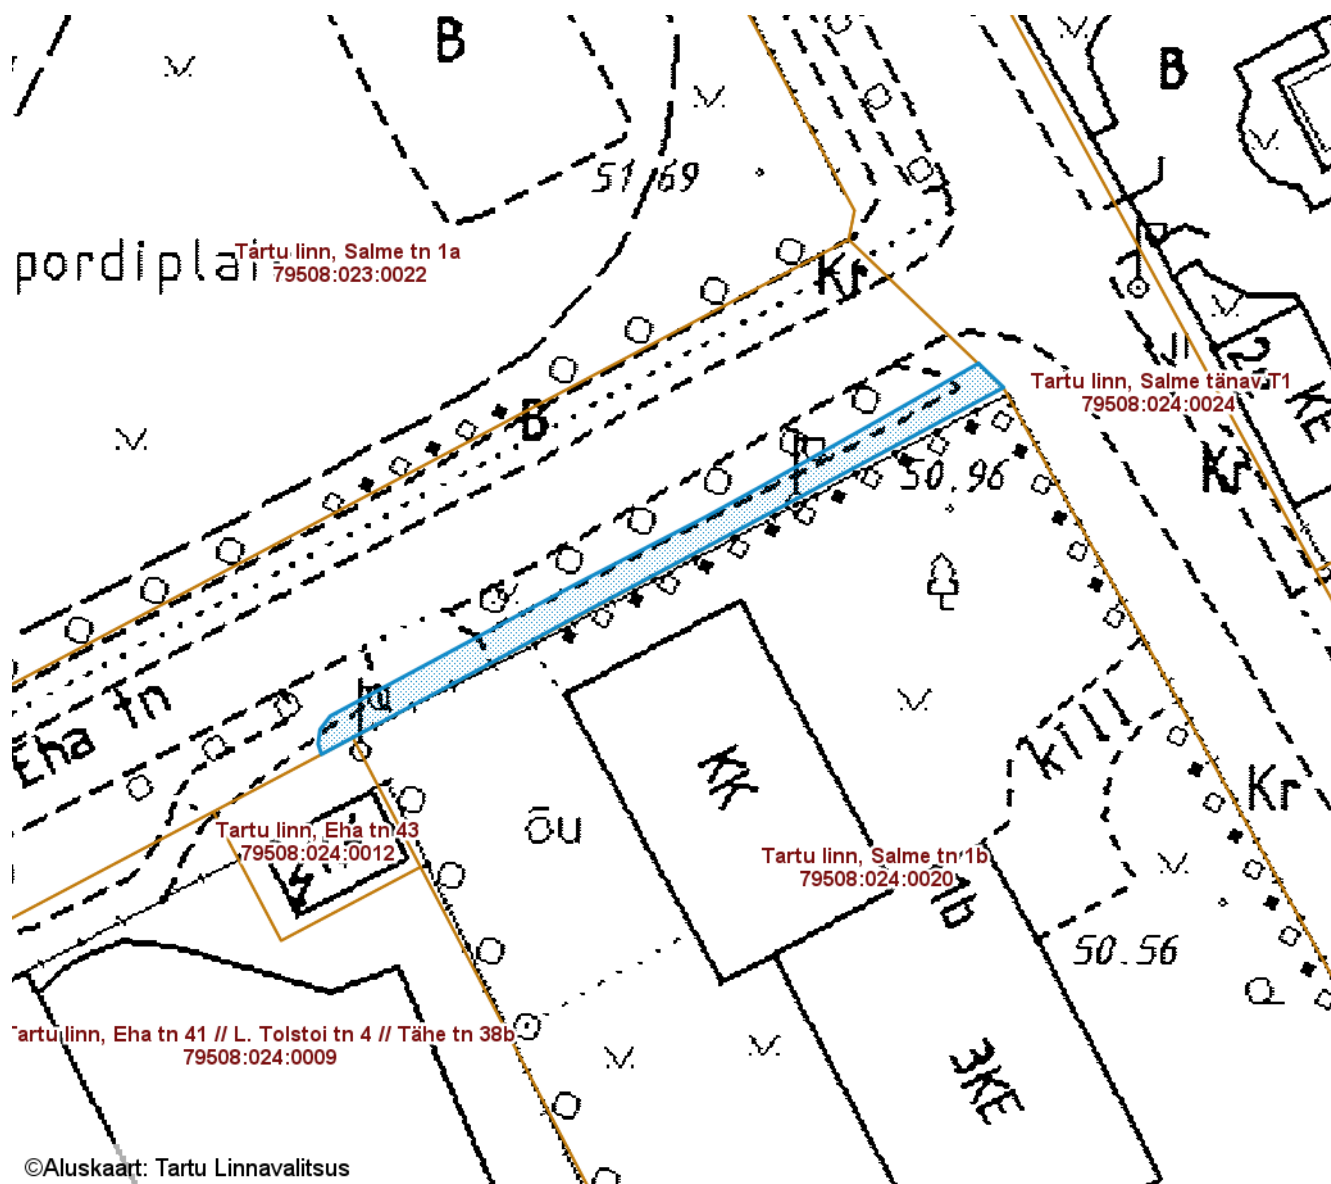 B
B
51.69
pordiplat
Tartu linn, Salme tn 1a
79508:023:0022
Kr
B
Tartu linn, Salme tänav T1
79508:024:0024
KE
50.96
Kr
Eha tn
KK
kill
Kr
Õu
Tartu linn, Eha tn 43
79508:024:0012
Tartu linn, Salme tn 1b
79508:024:0020
1b
50.56
Tartu linn, Eha tn 41 // L. Tolstoi tn 4 // Tähe tn 38b
79508:024:0009
3KE
©Aluskaart: Tartu Linnavalitsus